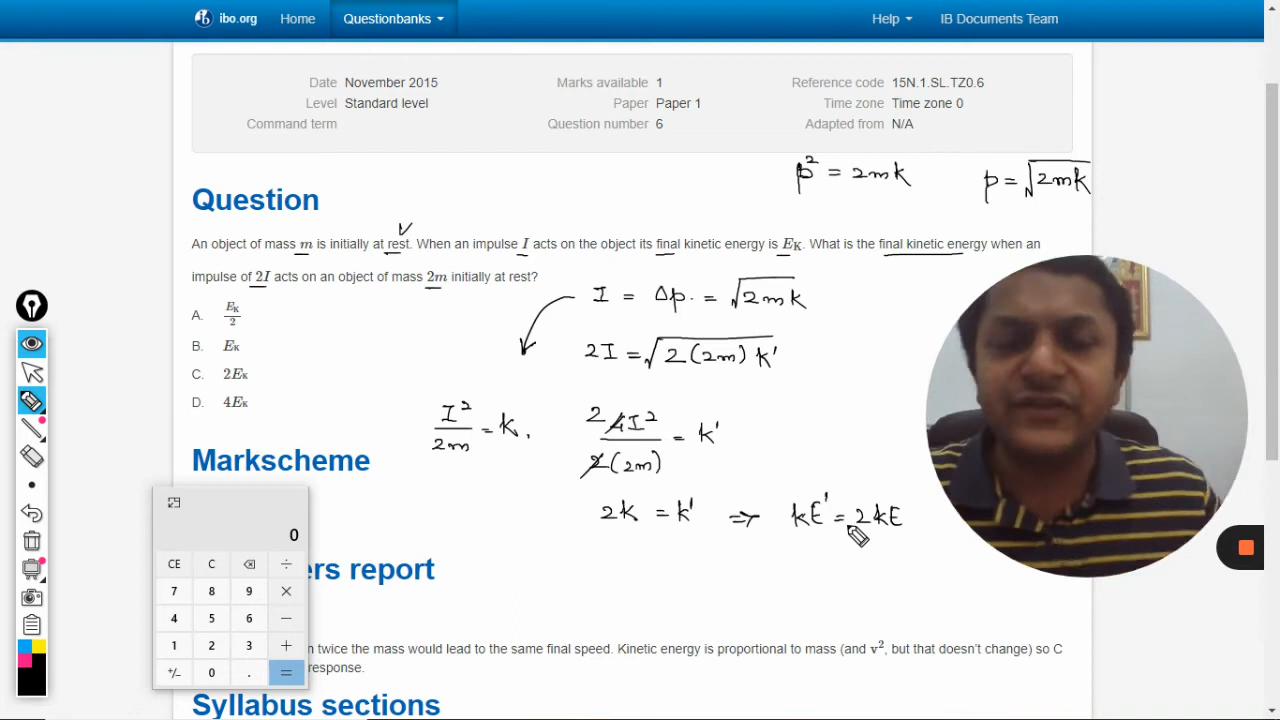 ibo.org Home Questionbanks Help IB Documents Team
Date November 2015 Marks available 1 Reference code 15N.1.SL.TZ0.6
Level Standard level Paper Paper 1 Time zone Time zone 0
Command term Question number 6 Adapted from N/A
p² = 2mk p = √2mk
Question
An object of mass m is initially at rest. When an impulse I acts on the object its final kinetic energy is E_K. What is the final kinetic energy when an
impulse of 2I acts on an object of mass 2m initially at rest?
I = Δp. = √2mk
A. E_K/2
B. E_K
2I = √2(2m) k'
C. 2E_K
D. 4E_K
I²/2m = k, 2 4I²/2(2m) = k'
Markscheme
2k = k' ⇒ kE' = 2kE
0
CE C ⌫ ÷
7 8 9 ×
4 5 6 −
1 2 3 +
+/− 0 . =
ers report
twice the mass would lead to the same final speed. Kinetic energy is proportional to mass (and v², but that doesn't change) so C
response.
Syllabus sections